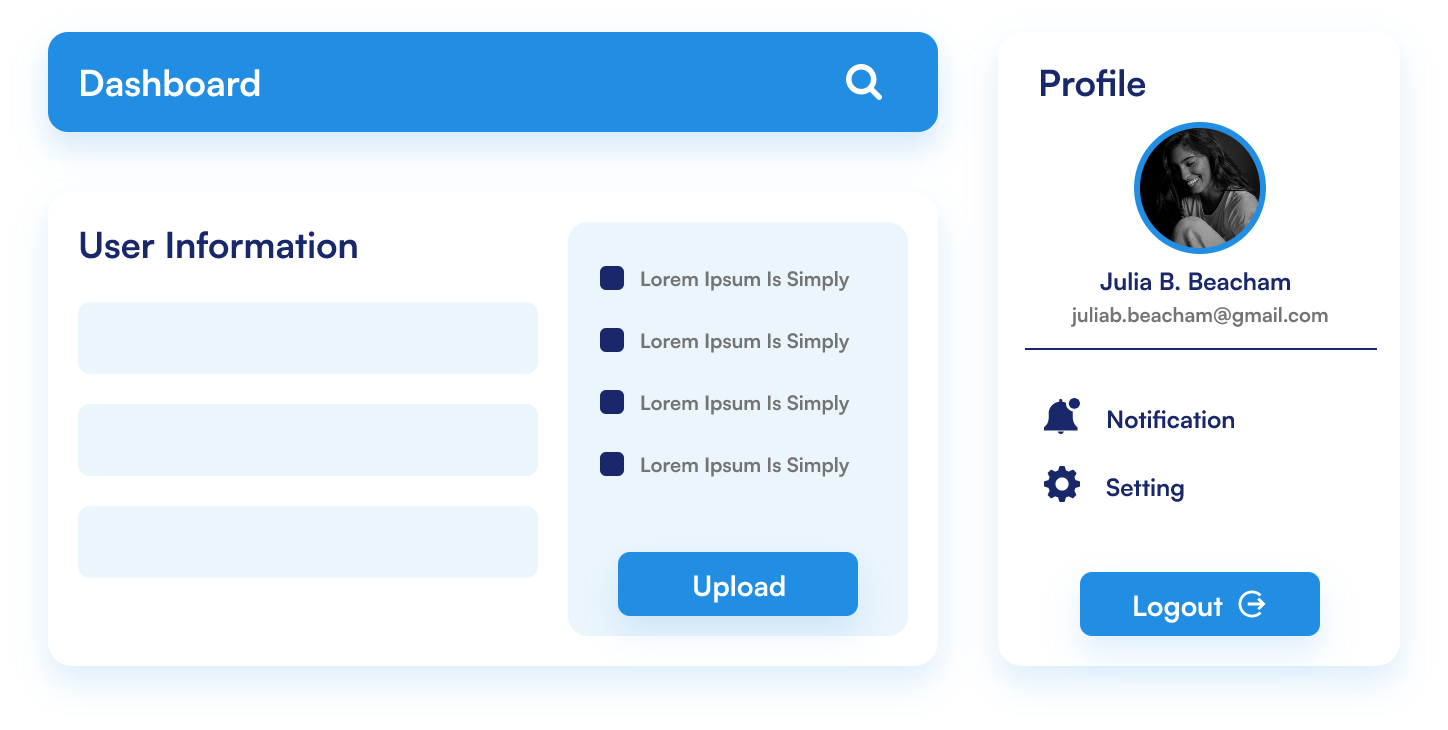 Dashboard
User Information
Lorem Ipsum Is Simply
Lorem Ipsum Is Simply
Lorem Ipsum Is Simply
Lorem Ipsum Is Simply
Upload
Profile
Julia B. Beacham
juliab.beacham@gmail.com
Notification
Setting
Logout